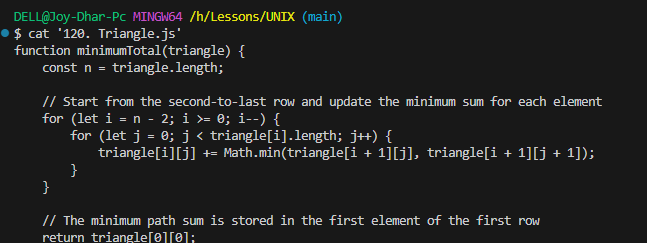 DELL@Joy-Dhar-Pc MINGW64 /h/Lessons/UNIX (main)
$ cat '120. Triangle.js'
function minimumTotal(triangle) {
    const n = triangle.length;

    // Start from the second-to-last row and update the minimum sum for each element
    for (let i = n - 2; i >= 0; i--) {
        for (let j = 0; j < triangle[i].length; j++) {
            triangle[i][j] += Math.min(triangle[i + 1][j], triangle[i + 1][j + 1]);
        }
    }

    // The minimum path sum is stored in the first element of the first row
    return triangle[0][0];